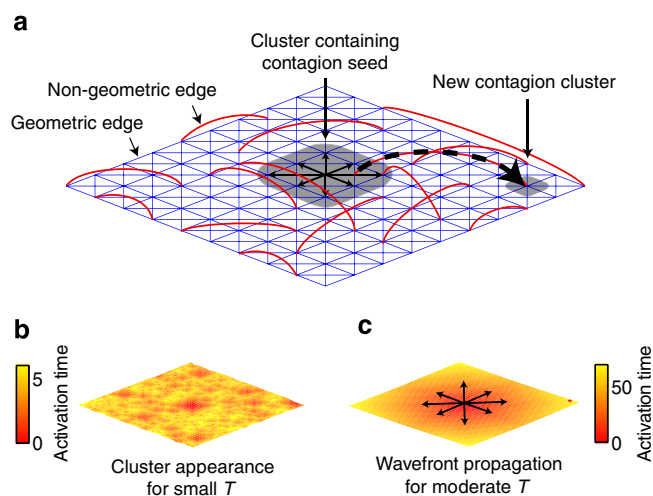 a
Cluster containing
contagion seed
Non-geometric edge
New contagion cluster
Geometric edge
b
c
5
0
Activation time
50
0
Activation time
Cluster appearance
for small T
Wavefront propagation
for moderate T